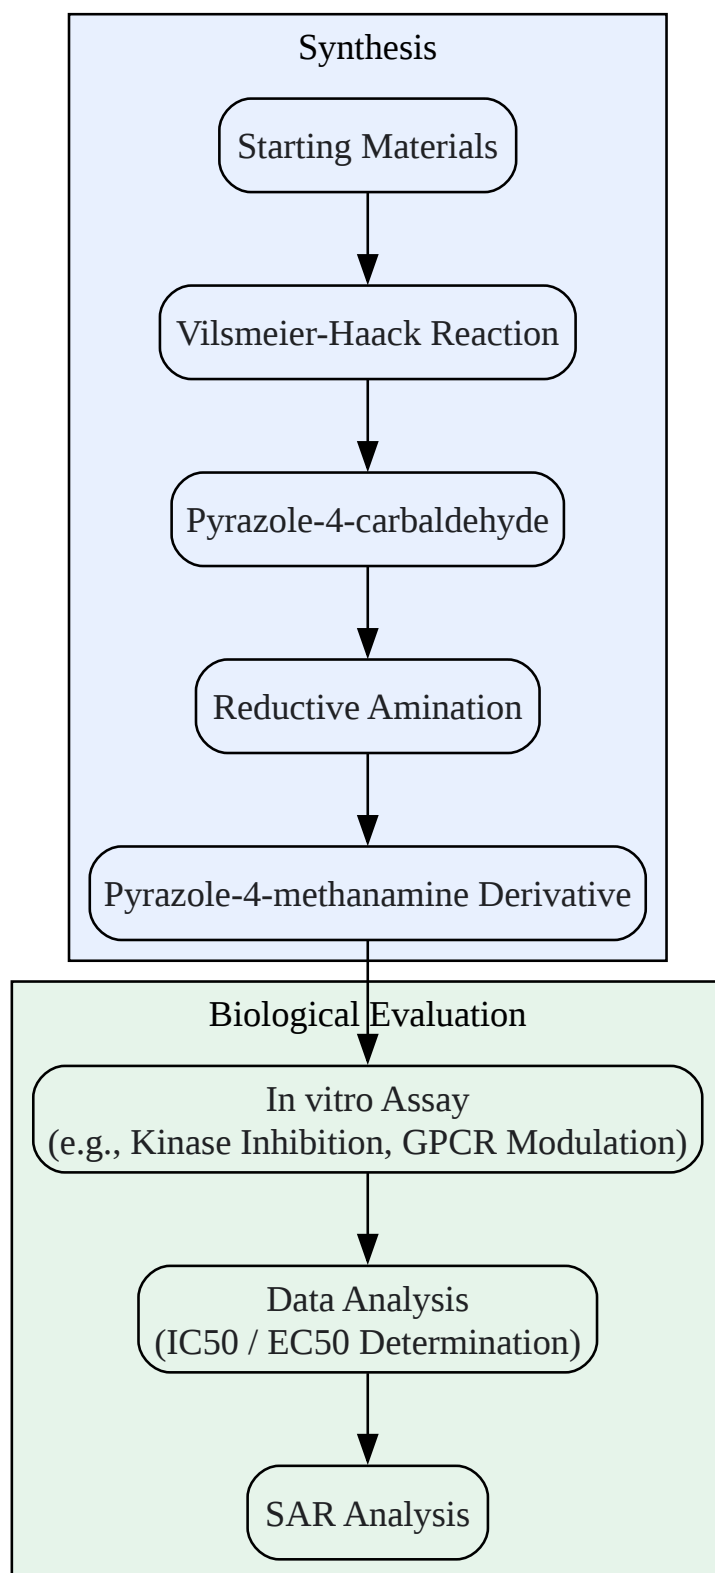 Synthesis
Starting Materials
Vilsmeier-Haack Reaction
Pyrazole-4-carbaldehyde
Reductive Amination
Pyrazole-4-methanamine Derivative
Biological Evaluation
In vitro Assay
(e.g., Kinase Inhibition, GPCR Modulation)
Data Analysis
(IC50 / EC50 Determination)
SAR Analysis